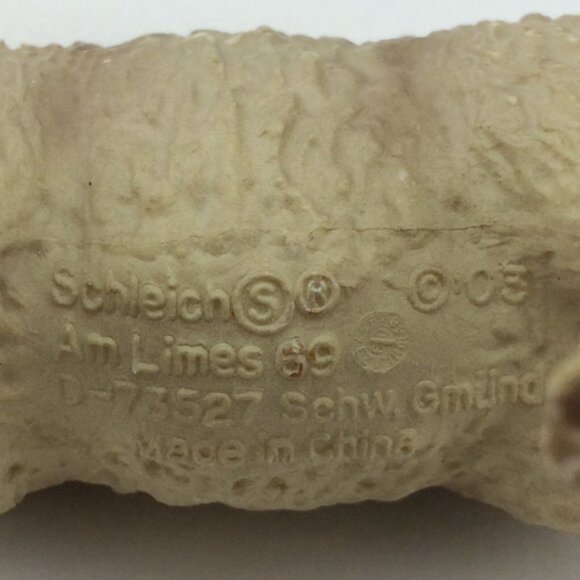 Schleich Ⓢ ® © 03
Am Limes 69
D-73527 Schw. Gmünd
Made in China